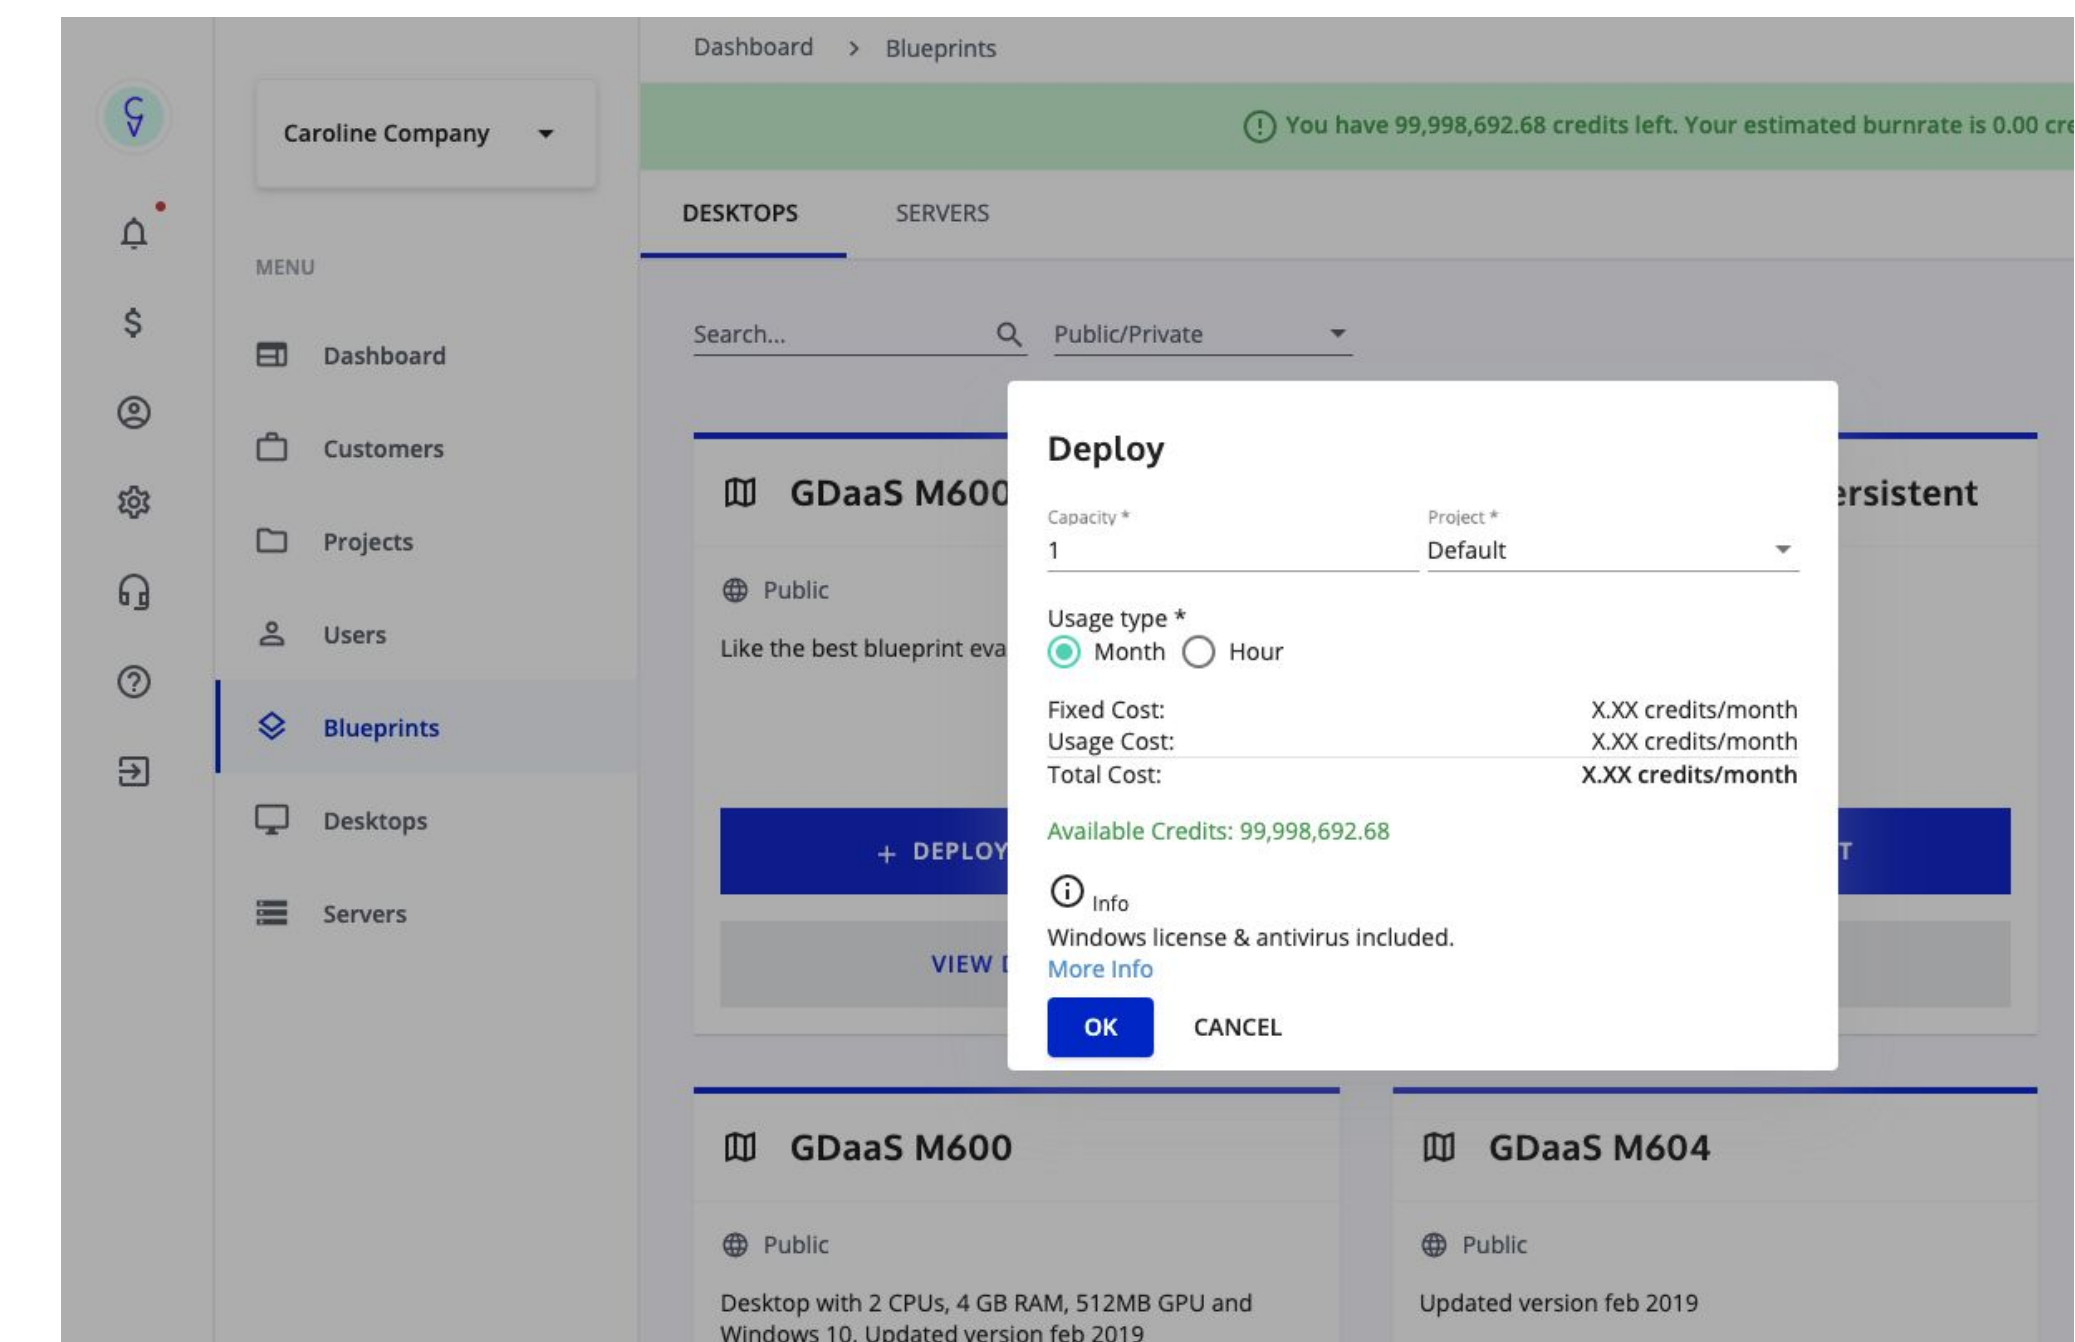 Dashboard > Blueprints
Caroline Company
You have 99,998,692.68 credits left. Your estimated burnrate is 0.00 cre
DESKTOPS SERVERS
MENU
Dashboard
Customers
Projects
Users
Blueprints
Desktops
Servers
Search... Public/Private
GDaaS M600
ersistent
Public
Like the best blueprint eva
+ DEPLOY
T
VIEW
Deploy
Capacity * Project *
1 Default
Usage type *
Month Hour
Fixed Cost: X.XX credits/month
Usage Cost: X.XX credits/month
Total Cost: X.XX credits/month
Available Credits: 99,998,692.68
Info
Windows license & antivirus included.
More Info
OK CANCEL
GDaaS M600
Public
Desktop with 2 CPUs, 4 GB RAM, 512MB GPU and
Windows 10. Updated version feb 2019
GDaaS M604
Public
Updated version feb 2019